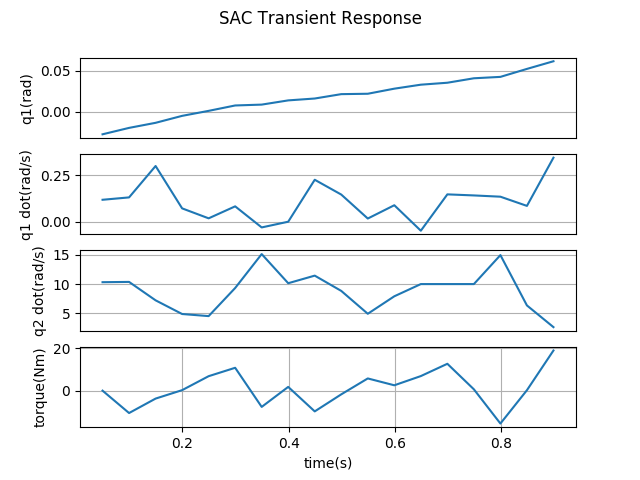 SAC Transient Response
0.05
0.00
q1(rad)
0.25
0.00
q1 dot(rad/s)
15
10
5
q2 dot(rad/s)
20
0
torque(Nm)
0.2 0.4 0.6 0.8
time(s)